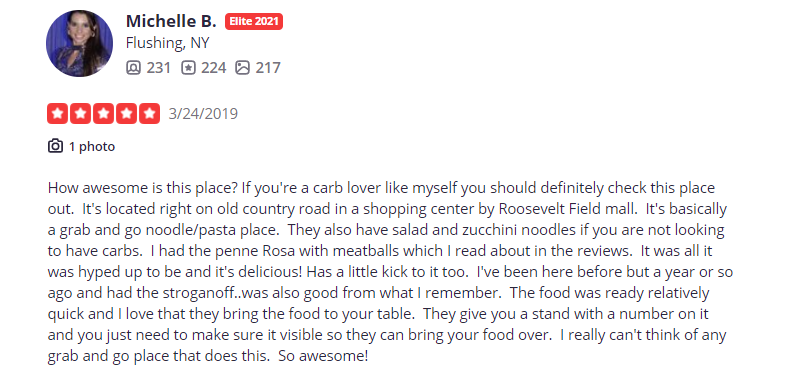 Michelle B. Elite 2021
Flushing, NY
231 224 217
3/24/2019
1 photo
How awesome is this place? If you're a carb lover like myself you should definitely check this place
out.  It's located right on old country road in a shopping center by Roosevelt Field mall.  It's basically
a grab and go noodle/pasta place.  They also have salad and zucchini noodles if you are not looking
to have carbs.  I had the penne Rosa with meatballs which I read about in the reviews.  It was all it
was hyped up to be and it's delicious! Has a little kick to it too.  I've been here before but a year or so
ago and had the stroganoff..was also good from what I remember.  The food was ready relatively
quick and I love that they bring the food to your table.  They give you a stand with a number on it
and you just need to make sure it visible so they can bring your food over.  I really can't think of any
grab and go place that does this.  So awesome!